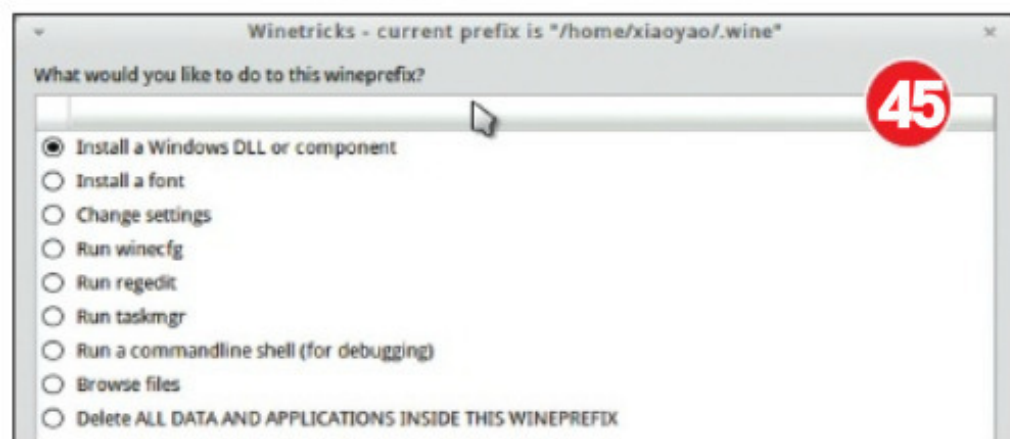 Winetricks - current prefix is "/home/xiaoyao/.wine"
What would you like to do to this wineprefix?
45
Install a Windows DLL or component
Install a font
Change settings
Run winecfg
Run regedit
Run taskmgr
Run a commandline shell (for debugging)
Browse files
Delete ALL DATA AND APPLICATIONS INSIDE THIS WINEPREFIX